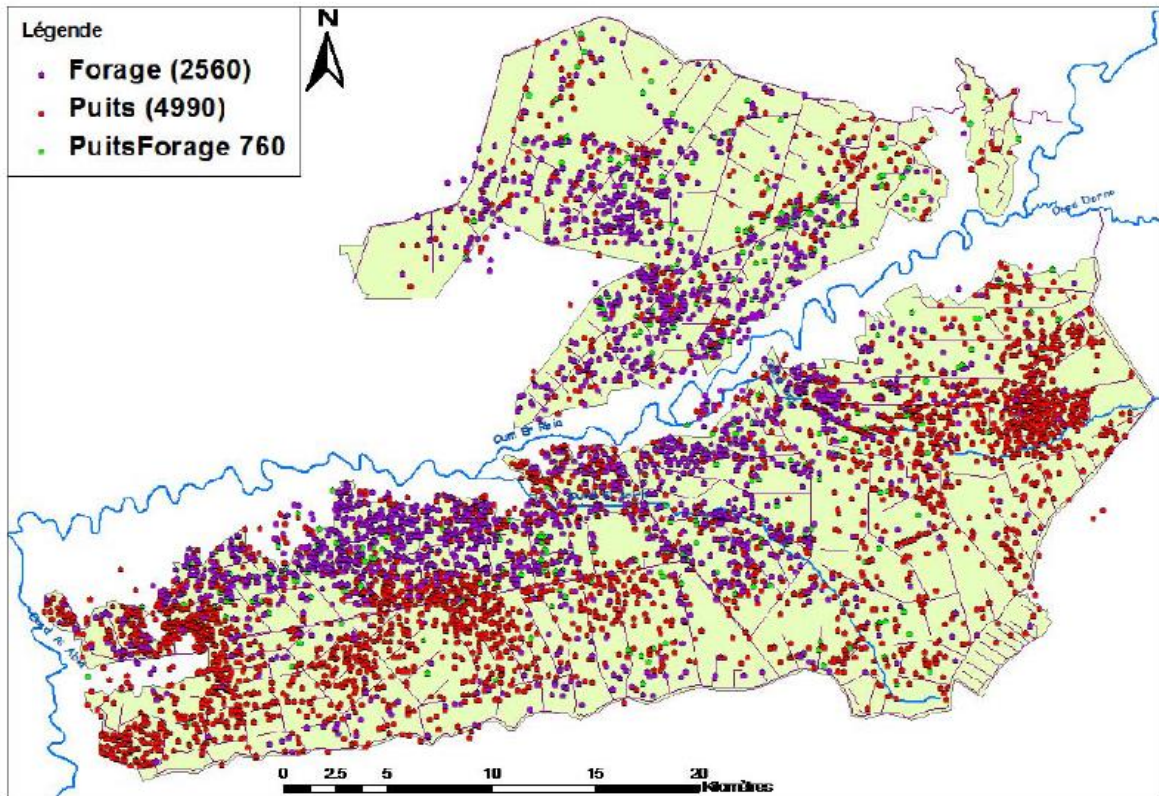 Légende
N
Forage (2560)
Puits (4990)
PuitsForage 760
Oum Er Rbia
0 2.5 5 10 15 20
Kilomètres